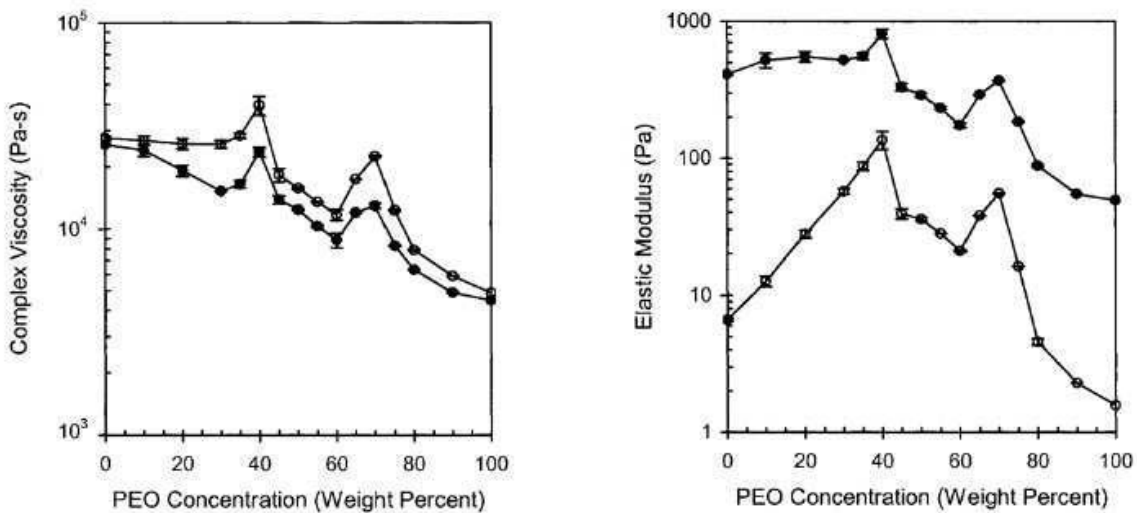 10⁵
10⁴
10³
Complex Viscosity (Pa-s)
0 20 40 60 80 100
PEO Concentration (Weight Percent)
1000
100
10
1
Elastic Modulus (Pa)
0 20 40 60 80 100
PEO Concentration (Weight Percent)